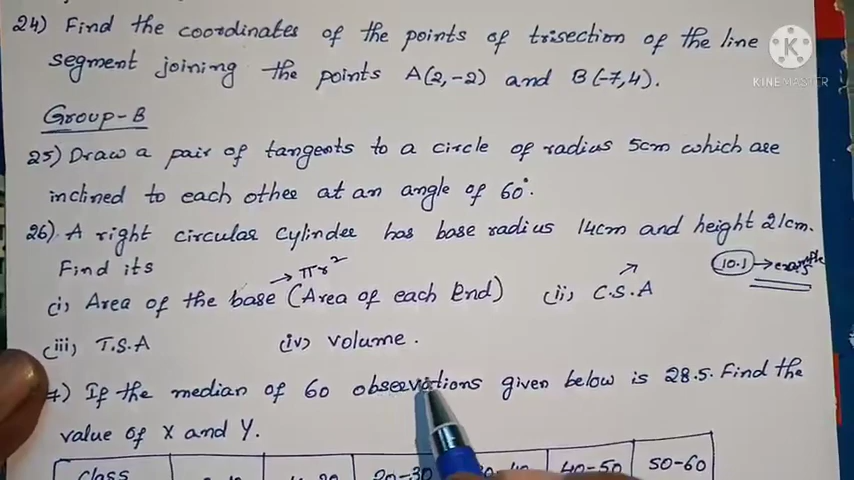 24) Find the coordinates of the points of trisection of the line
segment joining the points A(2,-2) and B(-7,4).
K
KINEMASTER
Group-B
25) Draw a pair of tangents to a circle of radius 5cm which are
inclined to each other at an angle of 60°.
26) A right circular cylinder has base radius 14cm and height 21cm.
Find its
10.1 → example
→ πr²
(i) Area of the base (Area of each End) (ii) C.S.A
(iii) T.S.A (iv) volume.
7) If the median of 60 observations given below is 28.5. Find the
value of X and Y.
Class 20-30 30-40 40-50 50-60